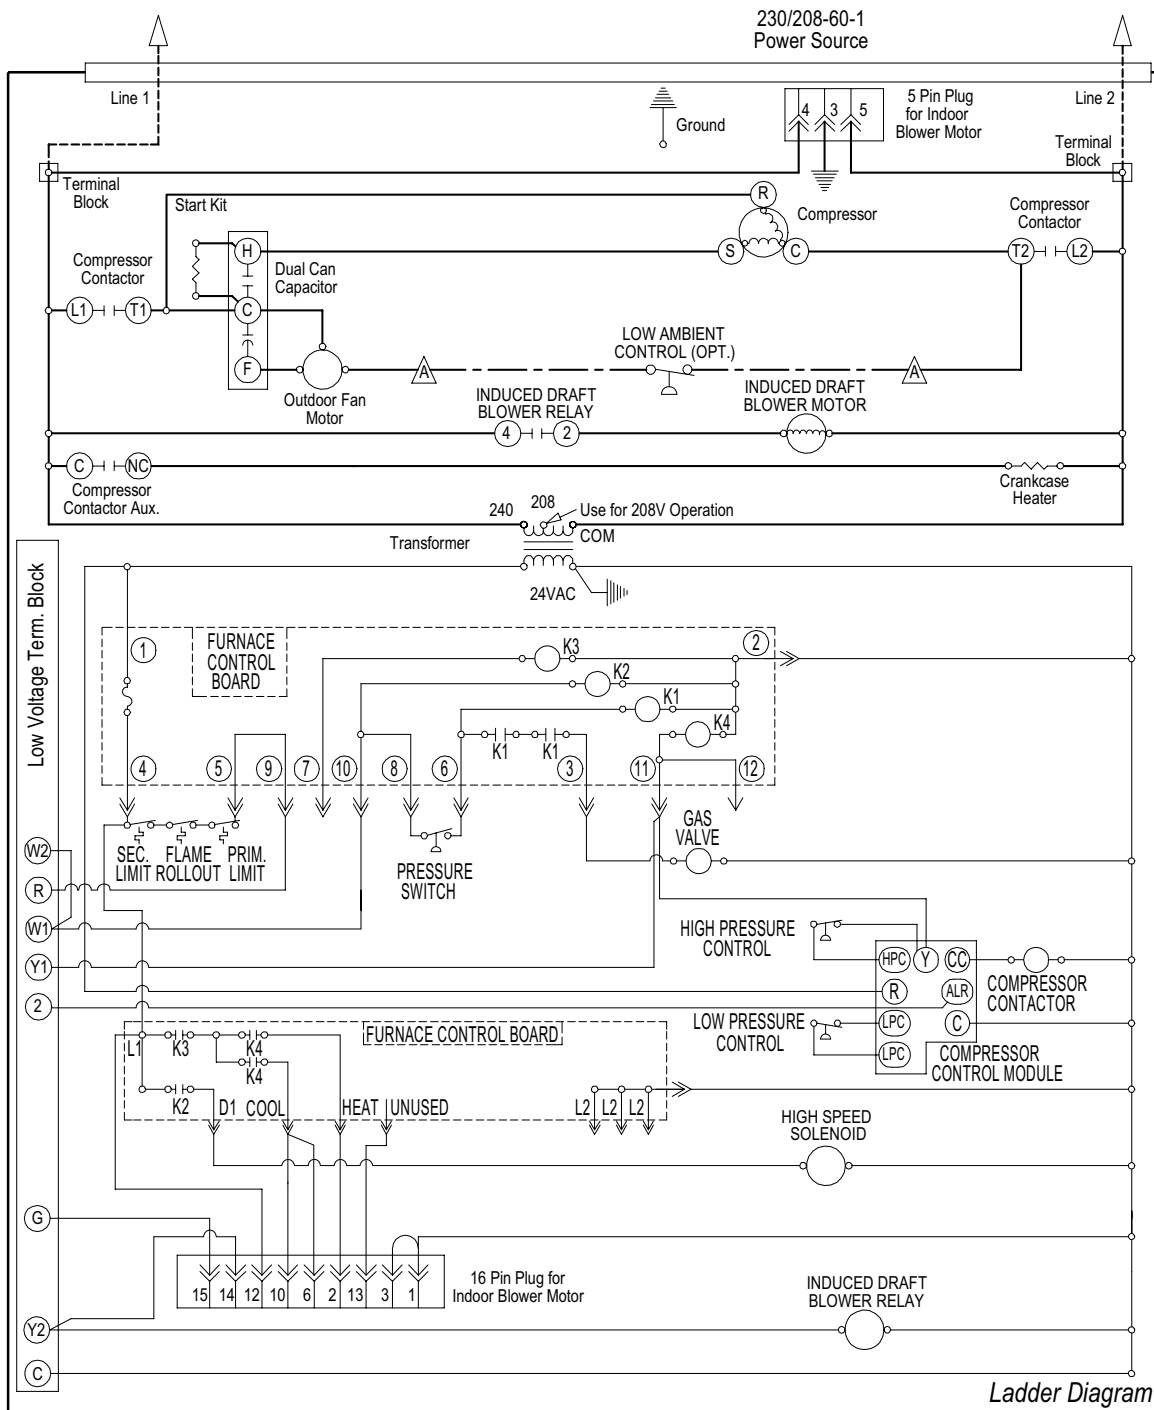 230/208-60-1
Power Source
Line 1
Line 2
Ground
4 3 5
5 Pin Plug
for Indoor
Blower Motor
Terminal
Block
Terminal
Block
Start Kit
R
Compressor
S
C
Compressor
Contactor
T2
L2
Compressor
Contactor
L1
T1
H
C
F
Dual Can
Capacitor
Outdoor Fan
Motor
A
LOW AMBIENT
CONTROL (OPT.)
A
INDUCED DRAFT
BLOWER RELAY
4
2
INDUCED DRAFT
BLOWER MOTOR
C
NC
Compressor
Contactor Aux.
Crankcase
Heater
240
208
Use for 208V Operation
COM
Transformer
24VAC
Low Voltage Term. Block
1
FURNACE
CONTROL
BOARD
K3
2
K2
K1
K4
K1
K1
4
5
9
7
10
8
6
3
11
12
SEC.
LIMIT
FLAME
ROLLOUT
PRIM.
LIMIT
PRESSURE
SWITCH
GAS
VALVE
W2
R
W1
Y1
2
HIGH PRESSURE
CONTROL
HPC
Y
CC
R
ALR
LPC
C
LPC
COMPRESSOR
CONTACTOR
LOW PRESSURE
CONTROL
COMPRESSOR
CONTROL MODULE
L1
K3
K4
K4
K2
FURNACE CONTROL BOARD
D1
COOL
HEAT
UNUSED
L2
L2
L2
HIGH SPEED
SOLENOID
G
15 14 12 10 6 2 13 3 1
16 Pin Plug for
Indoor Blower Motor
INDUCED DRAFT
BLOWER RELAY
Y2
C
Ladder Diagram